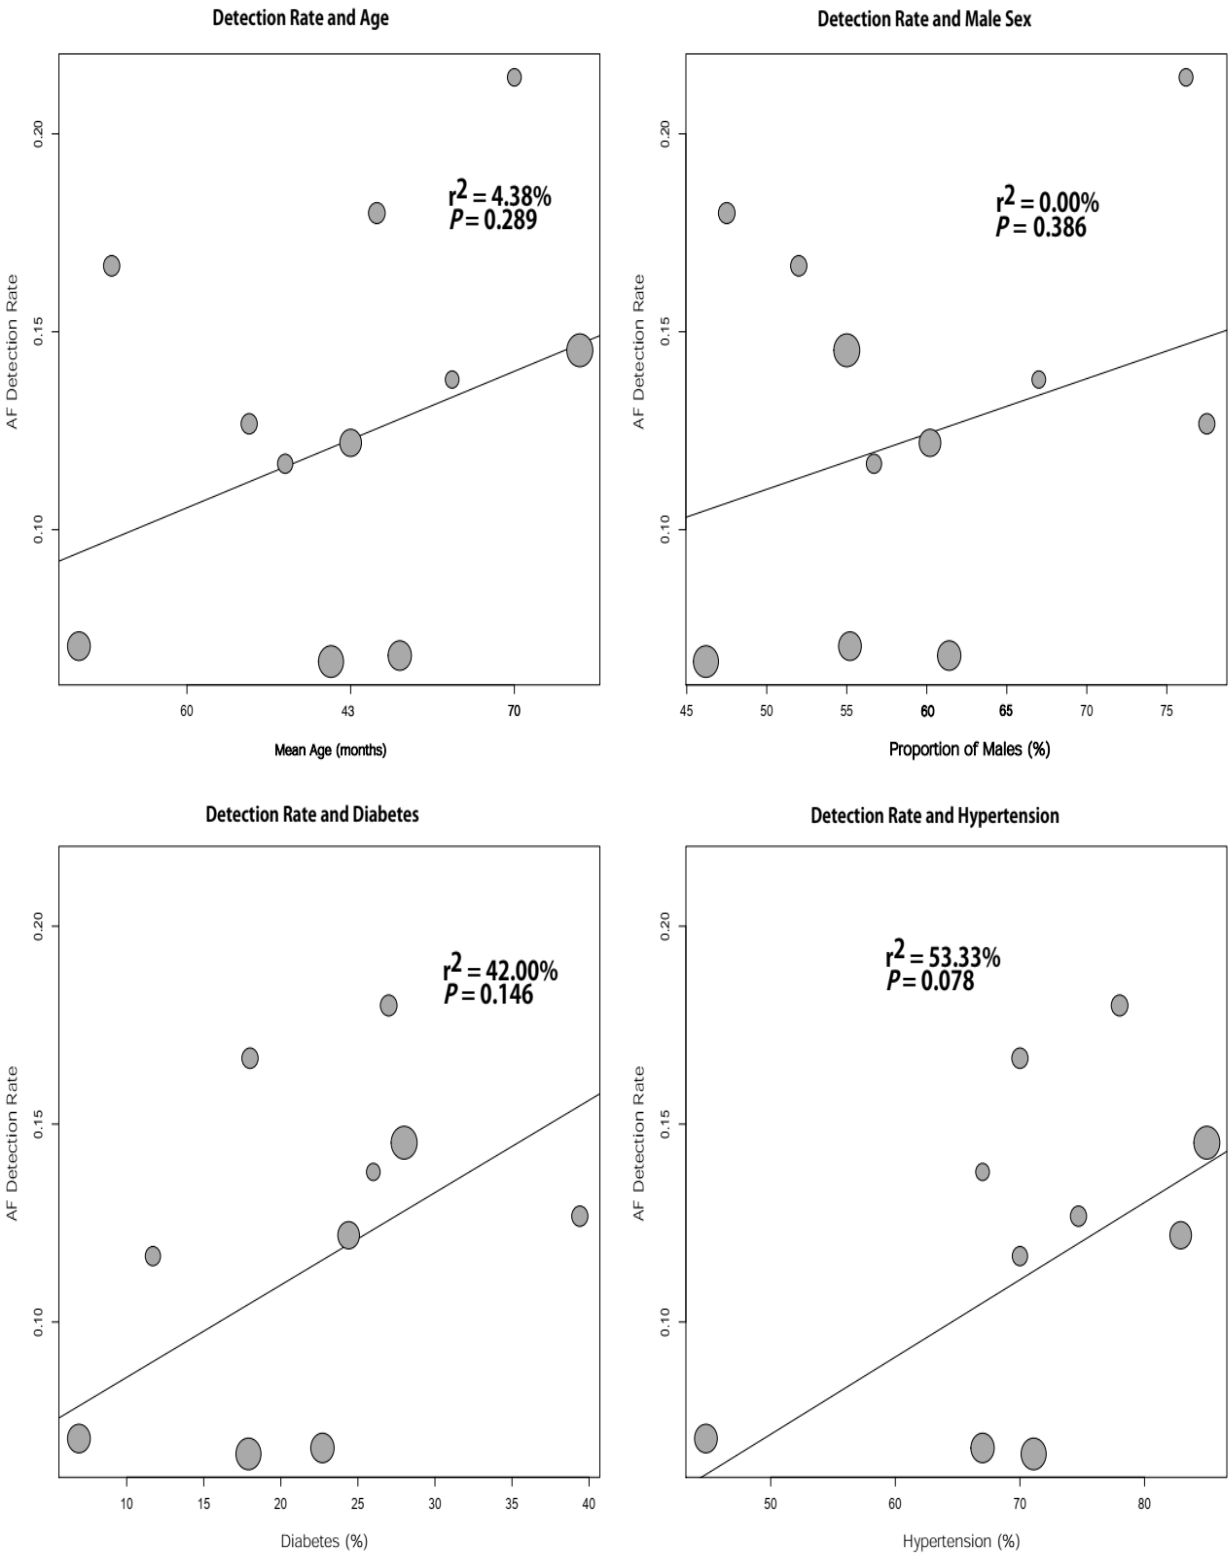 Detection Rate and Age
AF Detection Rate
0.20
0.15
0.10
r2 = 4.38%
P = 0.289
60
43
70
Mean Age (months)
Detection Rate and Male Sex
AF Detection Rate
0.20
0.15
0.10
r2 = 0.00%
P = 0.386
45
50
55
60
65
70
75
Proportion of Males (%)
Detection Rate and Diabetes
AF Detection Rate
0.20
0.15
0.10
r2 = 42.00%
P = 0.146
10
15
20
25
30
35
40
Diabetes (%)
Detection Rate and Hypertension
AF Detection Rate
0.20
0.15
0.10
r2 = 53.33%
P = 0.078
50
60
70
80
Hypertension (%)